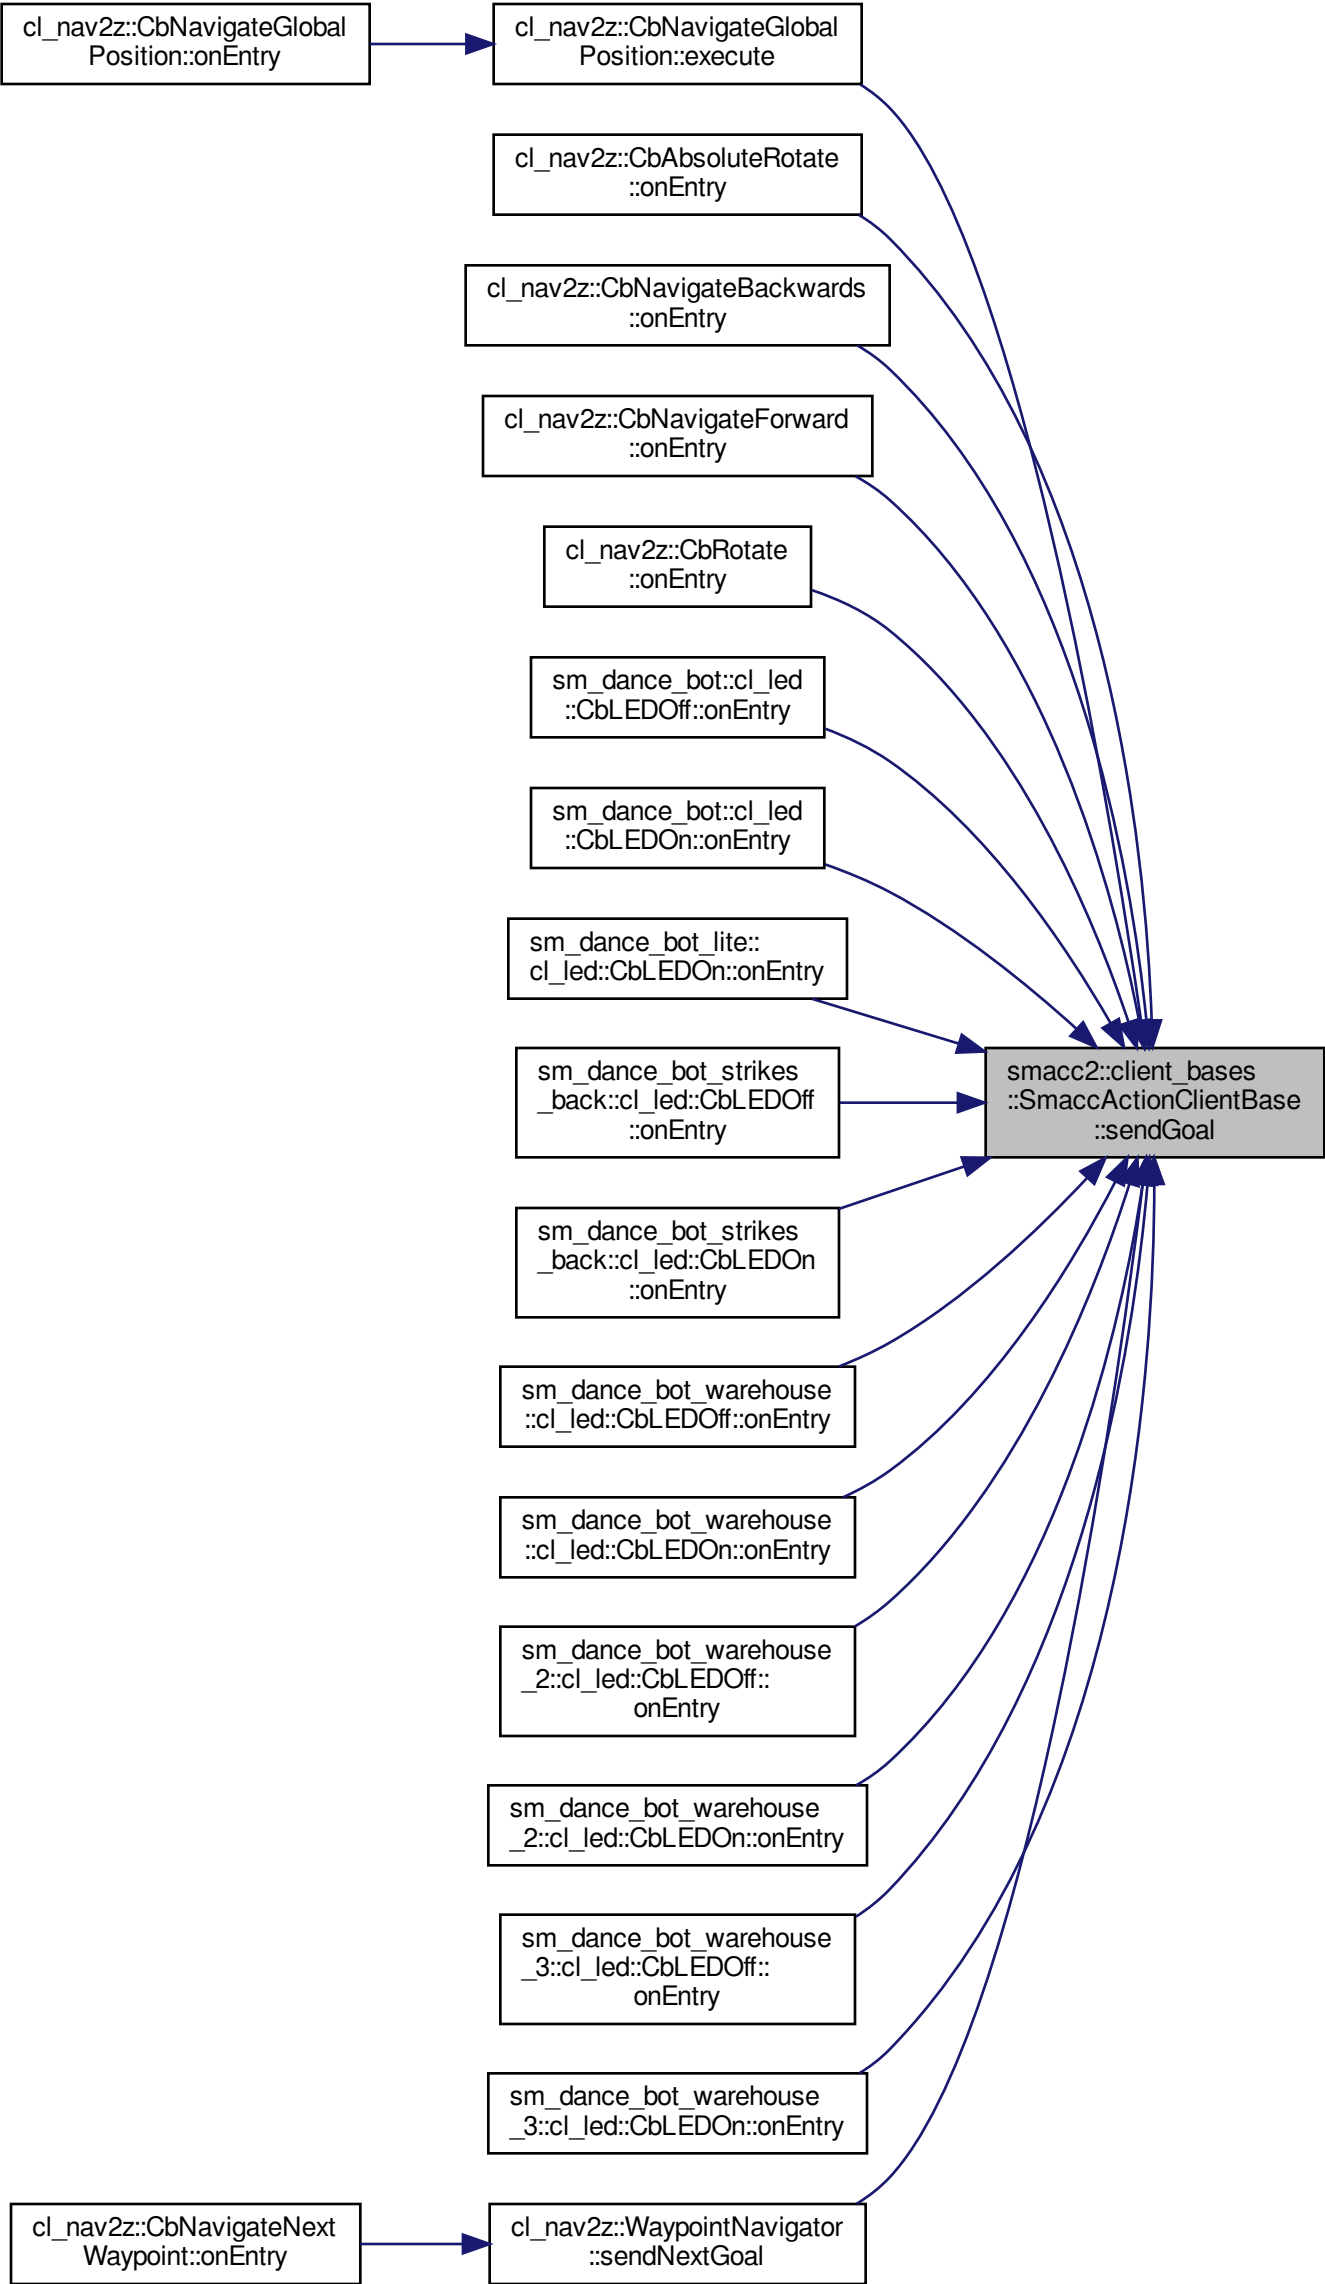 cl_nav2z::CbNavigateGlobal
Position::onEntry
cl_nav2z::CbNavigateGlobal
Position::execute
cl_nav2z::CbAbsoluteRotate
::onEntry
cl_nav2z::CbNavigateBackwards
::onEntry
cl_nav2z::CbNavigateForward
::onEntry
cl_nav2z::CbRotate
::onEntry
sm_dance_bot::cl_led
::CbLEDOff::onEntry
sm_dance_bot::cl_led
::CbLEDOn::onEntry
sm_dance_bot_lite::
cl_led::CbLEDOn::onEntry
sm_dance_bot_strikes
_back::cl_led::CbLEDOff
::onEntry
smacc2::client_bases
::SmaccActionClientBase
::sendGoal
sm_dance_bot_strikes
_back::cl_led::CbLEDOn
::onEntry
sm_dance_bot_warehouse
::cl_led::CbLEDOff::onEntry
sm_dance_bot_warehouse
::cl_led::CbLEDOn::onEntry
sm_dance_bot_warehouse
_2::cl_led::CbLEDOff::
onEntry
sm_dance_bot_warehouse
_2::cl_led::CbLEDOn::onEntry
sm_dance_bot_warehouse
_3::cl_led::CbLEDOff::
onEntry
sm_dance_bot_warehouse
_3::cl_led::CbLEDOn::onEntry
cl_nav2z::CbNavigateNext
Waypoint::onEntry
cl_nav2z::WaypointNavigator
::sendNextGoal